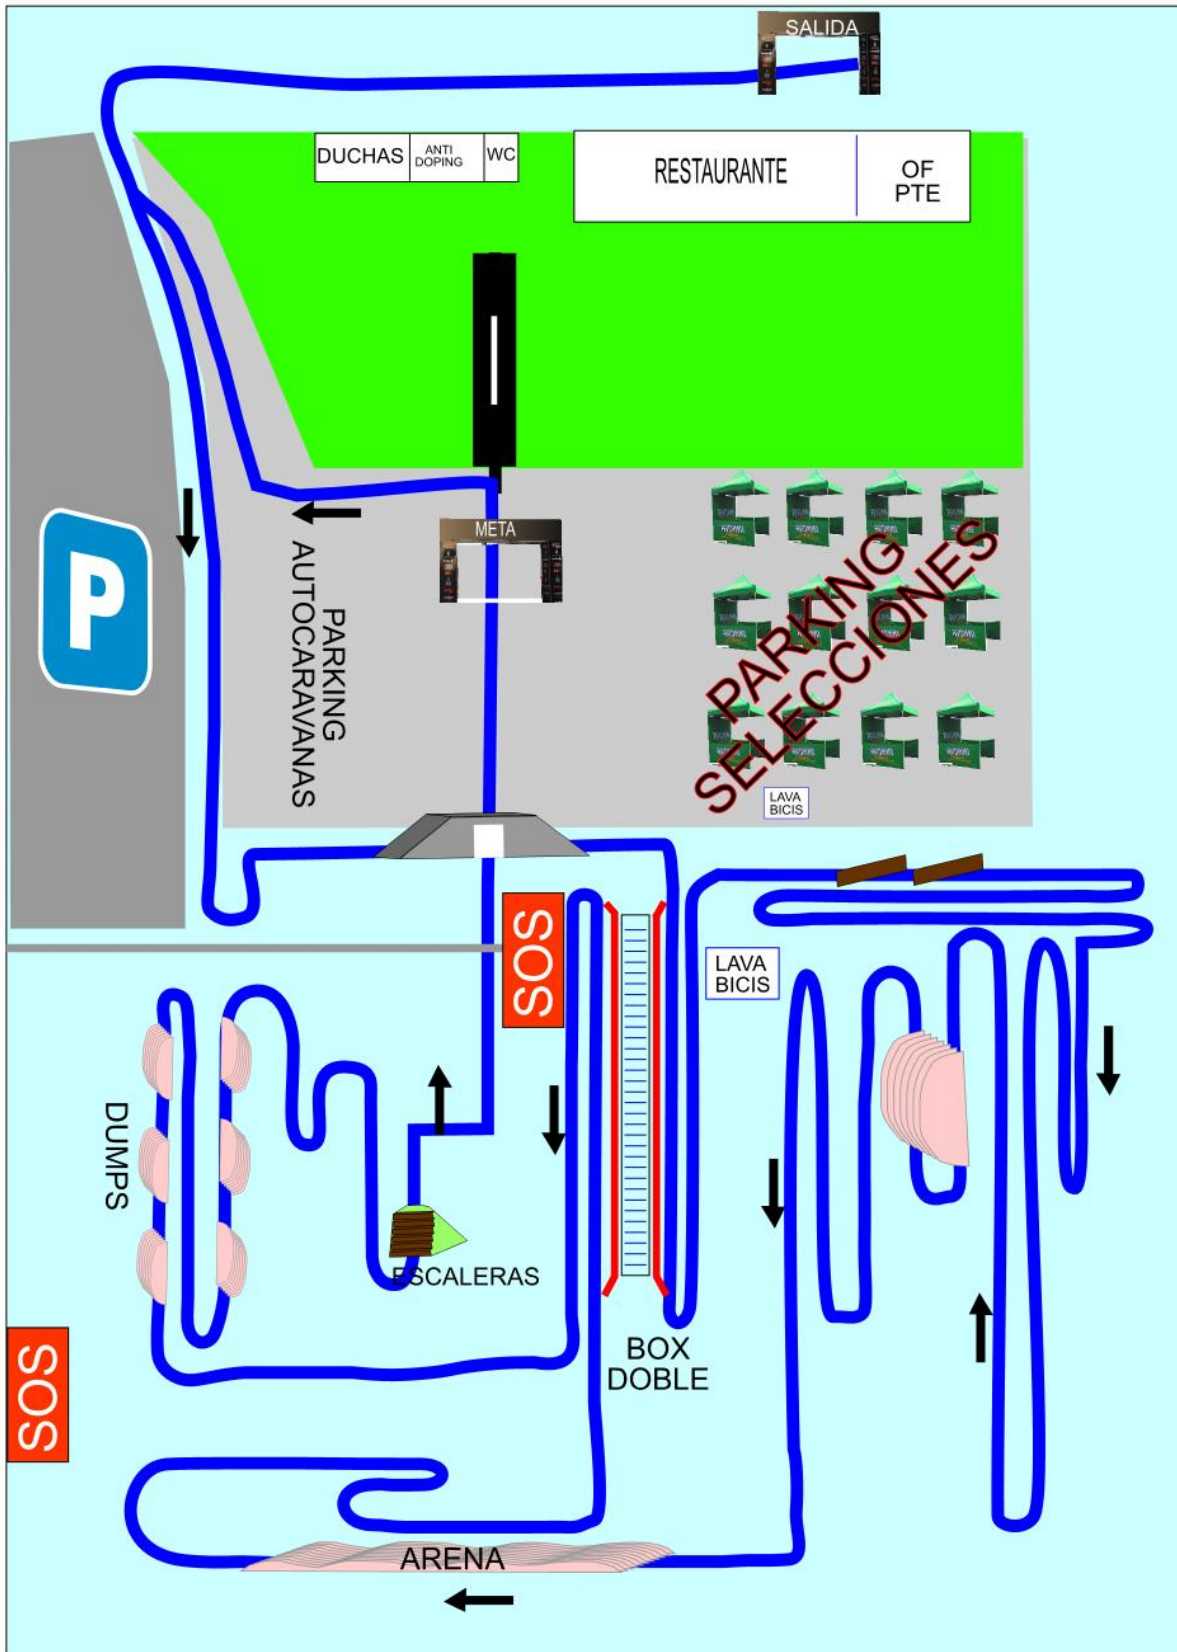 SALIDA
DUCHAS
ANTI
DOPING
WC
RESTAURANTE
OF
PTE
META
P
PARKING
AUTOCARAVANAS
PARKING
SELECCIONES
LAVA
BICIS
SOS
LAVA
BICIS
DUMPS
ESCALERAS
BOX
DOBLE
SOS
ARENA